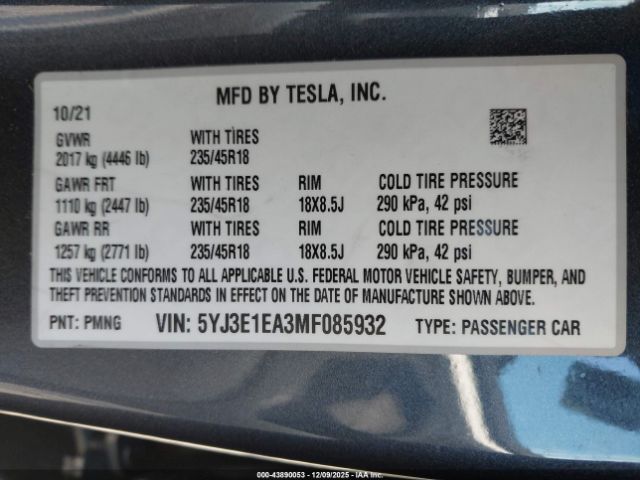 MFD BY TESLA, INC.
10/21
GVWR WITH TIRES
2017 kg (4446 lb) 235/45R18
GAWR FRT WITH TIRES RIM COLD TIRE PRESSURE
1110 kg (2447 lb) 235/45R18 18X8.5J 290 kPa, 42 psi
GAWR RR WITH TIRES RIM COLD TIRE PRESSURE
1257 kg (2771 lb) 235/45R18 18X8.5J 290 kPa, 42 psi
THIS VEHICLE CONFORMS TO ALL APPLICABLE U.S. FEDERAL MOTOR VEHICLE SAFETY, BUMPER, AND
THEFT PREVENTION STANDARDS IN EFFECT ON THE DATE OF MANUFACTURE SHOWN ABOVE.
PNT: PMNG VIN: 5YJ3E1EA3MF085932 TYPE: PASSENGER CAR
000-43890053 - 12/09/2025 - IAAI.COM